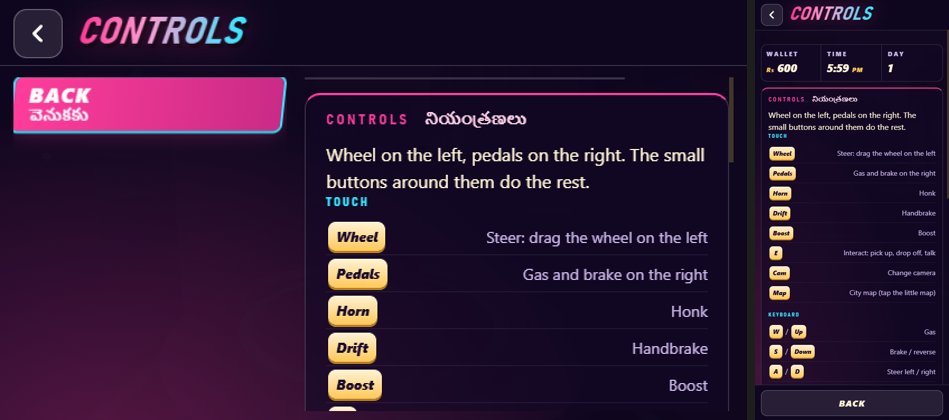 CONTROLS
BACK
వెనుకకు
CONTROLS నియంత్రణలు
Wheel on the left, pedals on the right. The small
buttons around them do the rest.
TOUCH
Wheel Steer: drag the wheel on the left
Pedals Gas and brake on the right
Horn Honk
Drift Handbrake
Boost Boost
CONTROLS
WALLET TIME DAY
Rs 600 5:59 PM 1
CONTROLS నియంత్రణలు
Wheel on the left, pedals on the right. The
small buttons around them do the rest.
TOUCH
Wheel Steer: drag the wheel on the left
Pedals Gas and brake on the right
Horn Honk
Drift Handbrake
Boost Boost
E Interact: pick up, drop off, talk
Cam Change camera
Map City map (tap the little map)
KEYBOARD
W / Up Gas
S / Down Brake / reverse
A / D Steer left / right
BACK